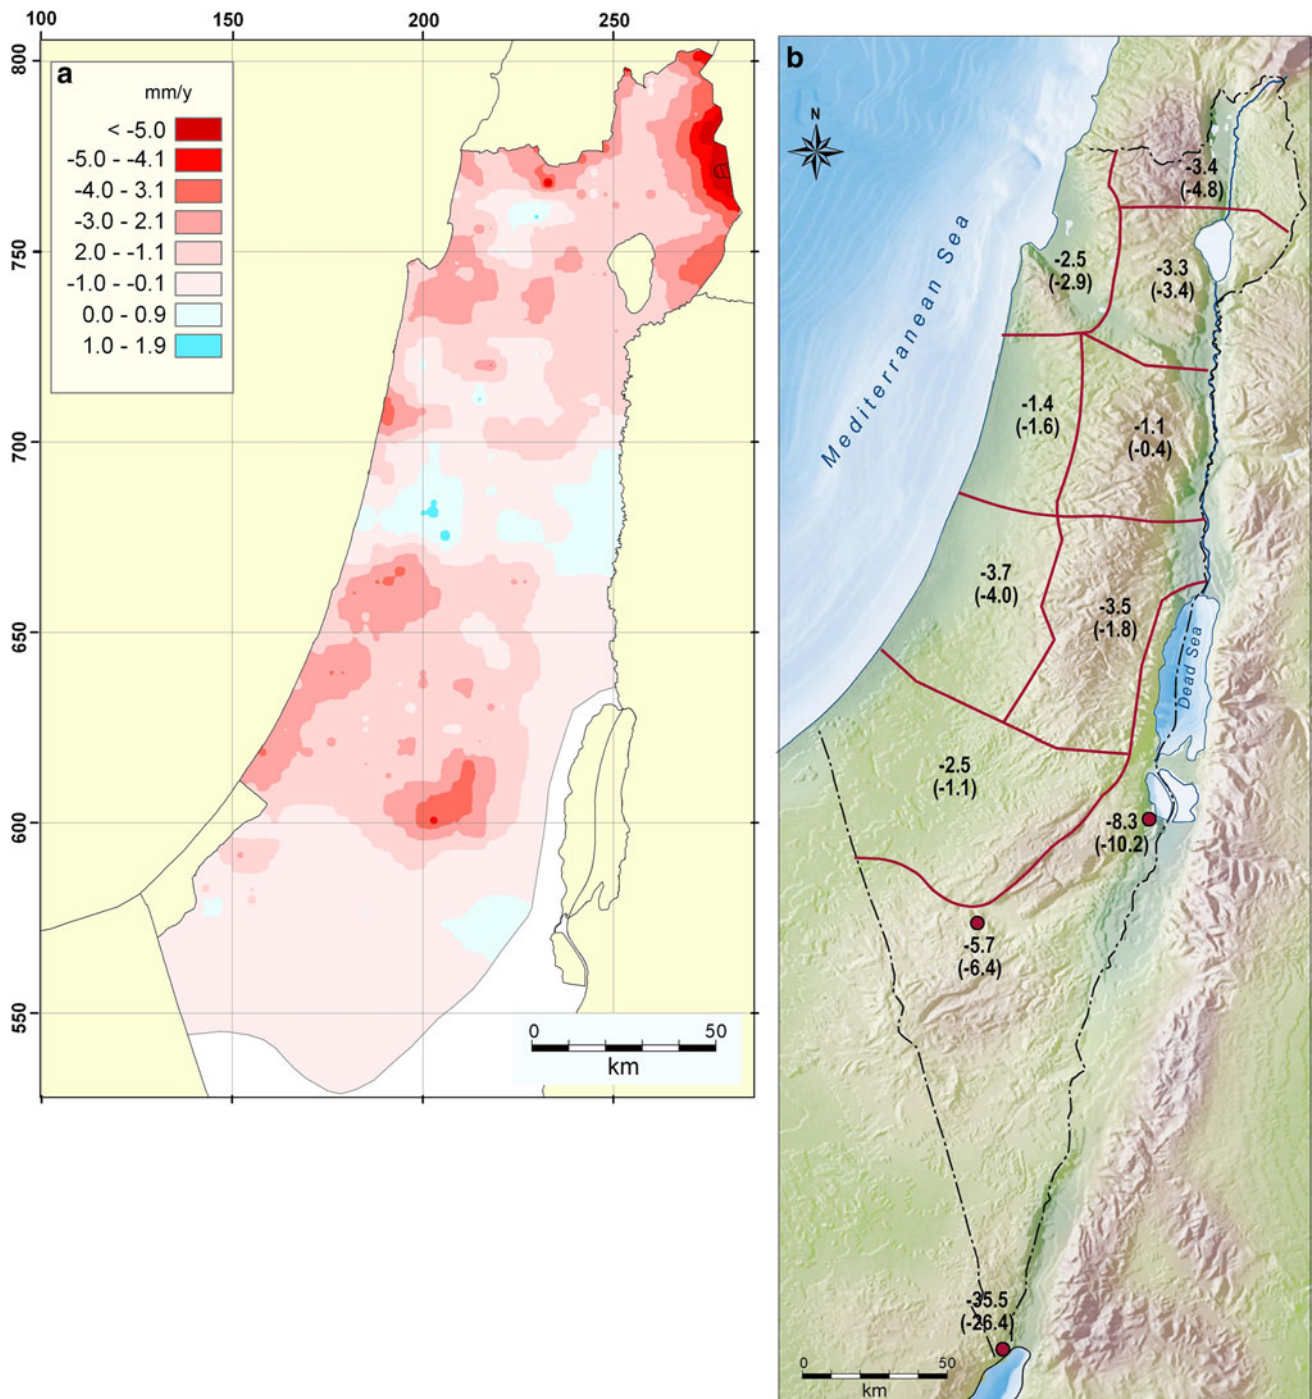 100 150 200 250
800
750
700
650
600
550
a
mm/y
< -5.0
-5.0 - -4.1
-4.0 - 3.1
-3.0 - 2.1
2.0 - -1.1
-1.0 - -0.1
0.0 - 0.9
1.0 - 1.9
0 50
km
b
N
Mediterranean Sea
-3.4
(-4.8)
-2.5
(-2.9)
-3.3
(-3.4)
-1.4
(-1.6)
-1.1
(-0.4)
-3.7
(-4.0)
-3.5
(-1.8)
Dead Sea
-2.5
(-1.1)
-8.3
(-10.2)
-5.7
(-6.4)
-35.5
(-26.4)
0 50
km